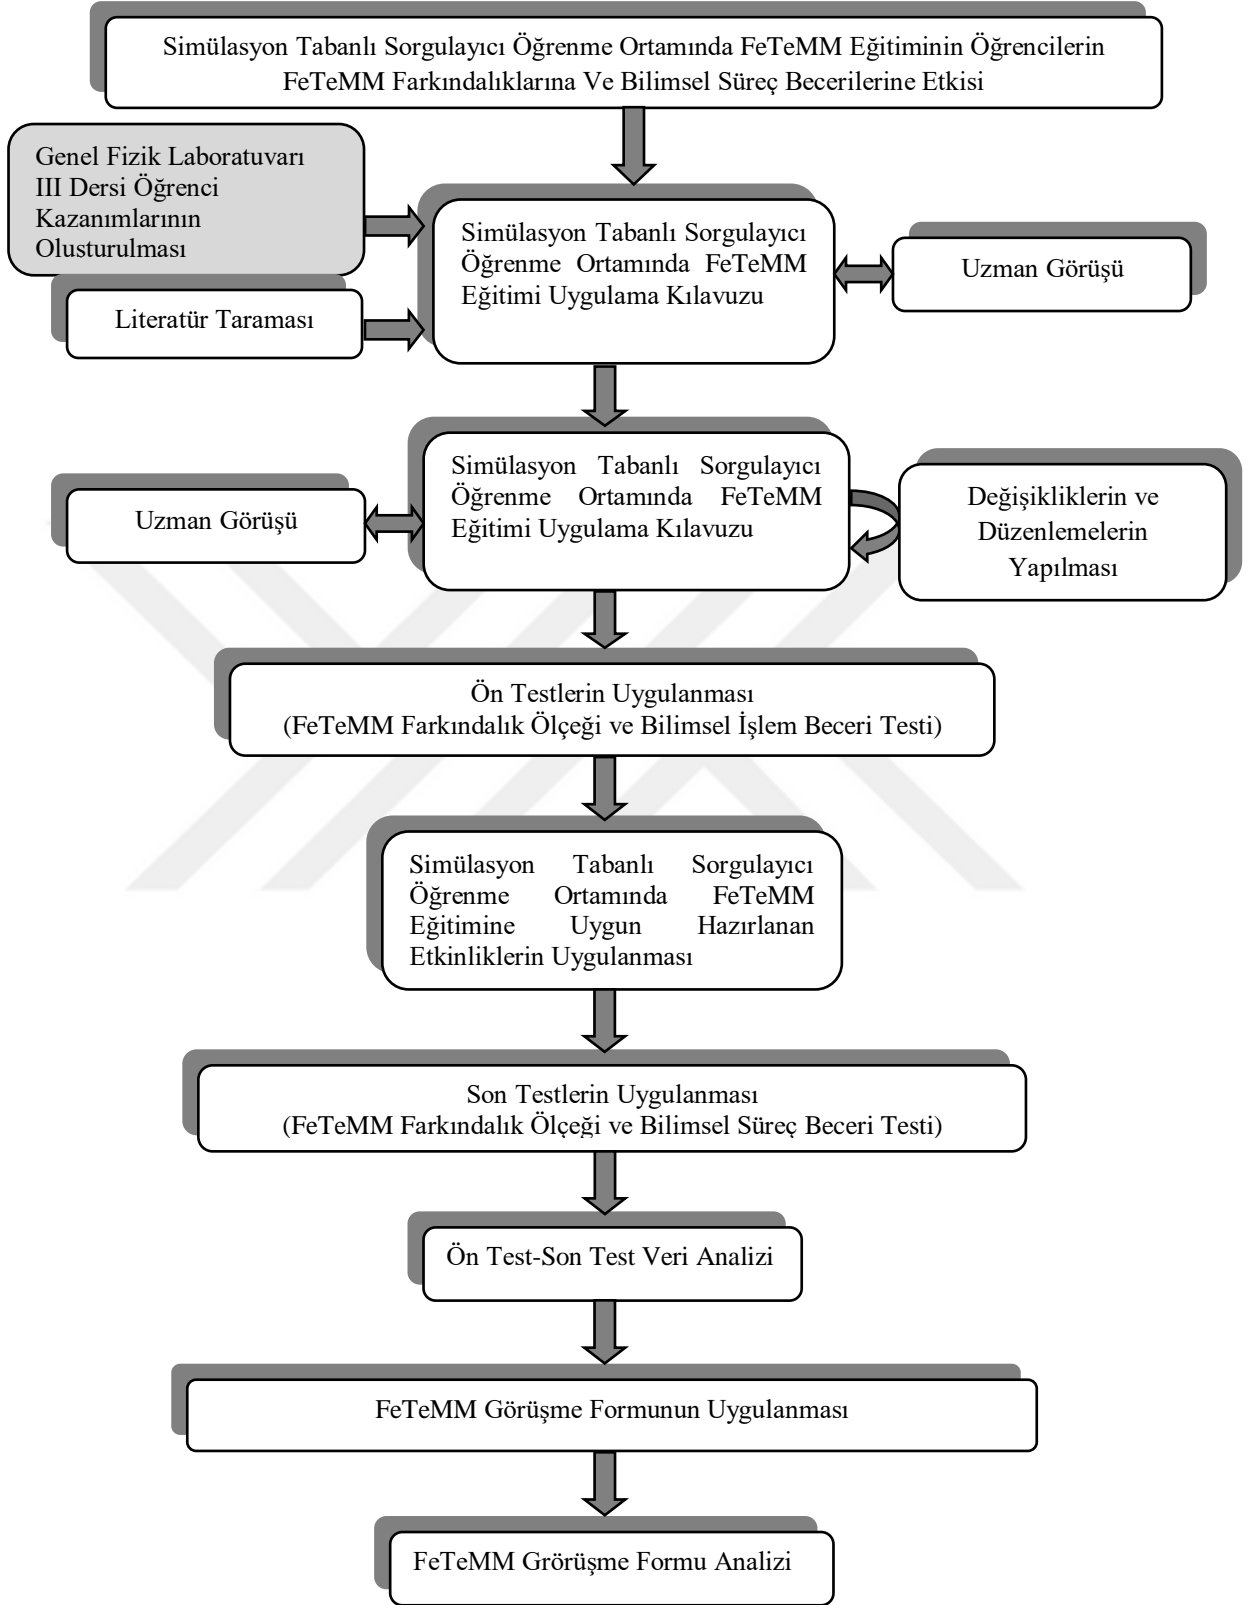 Simülasyon Tabanlı Sorgulayıcı Öğrenme Ortamında FeTeMM Eğitiminin Öğrencilerin
FeTeMM Farkındalıklarına Ve Bilimsel Süreç Becerilerine Etkisi
Genel Fizik Laboratuvarı
III Dersi Öğrenci
Kazanımlarının
Olusturulması
Literatür Taraması
Simülasyon Tabanlı Sorgulayıcı
Öğrenme Ortamında FeTeMM
Eğitimi Uygulama Kılavuzu
Uzman Görüşü
Uzman Görüşü
Simülasyon Tabanlı Sorgulayıcı
Öğrenme Ortamında FeTeMM
Eğitimi Uygulama Kılavuzu
Değişikliklerin ve
Düzenlemelerin
Yapılması
Ön Testlerin Uygulanması
(FeTeMM Farkındalık Ölçeği ve Bilimsel İşlem Beceri Testi)
Simülasyon Tabanlı Sorgulayıcı
Öğrenme Ortamında FeTeMM
Eğitimine Uygun Hazırlanan
Etkinliklerin Uygulanması
Son Testlerin Uygulanması
(FeTeMM Farkındalık Ölçeği ve Bilimsel Süreç Beceri Testi)
Ön Test-Son Test Veri Analizi
FeTeMM Görüşme Formunun Uygulanması
FeTeMM Grörüşme Formu Analizi